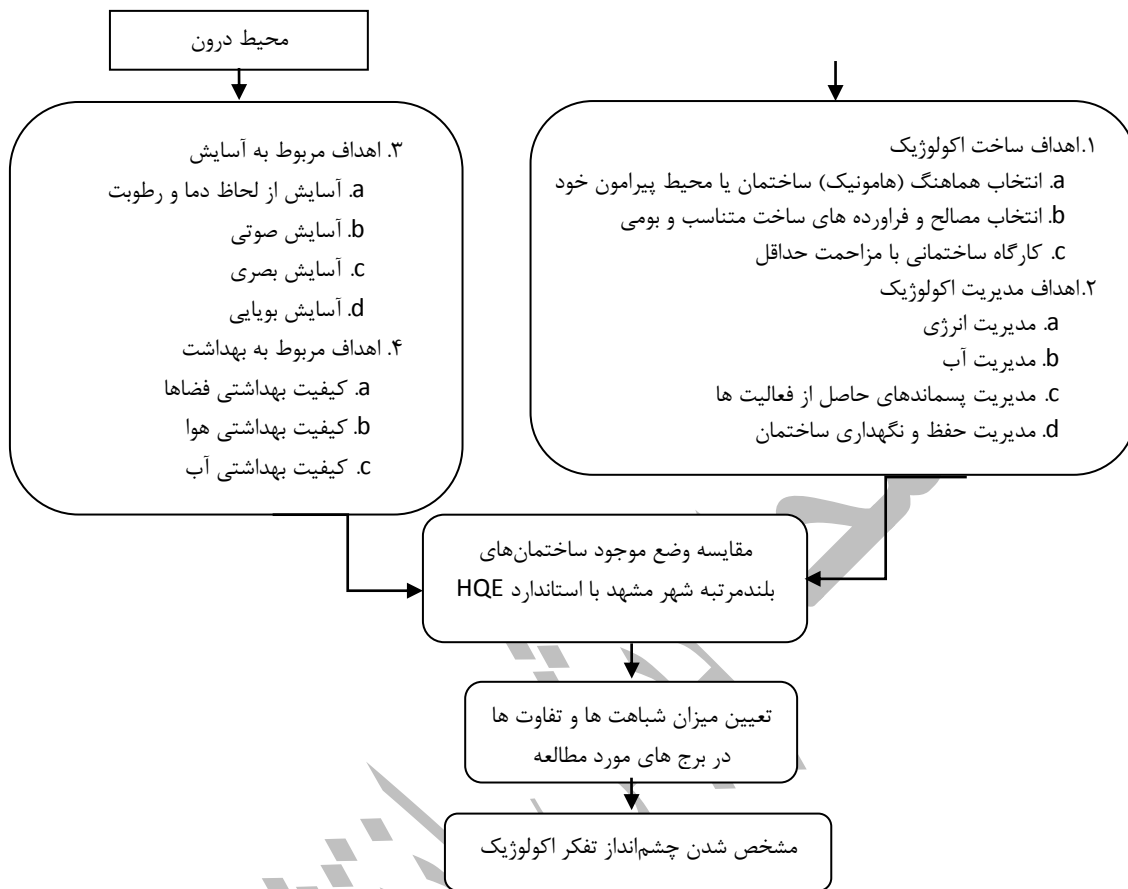 محیط درون
۱.اهداف ساخت اکولوژیک
a. انتخاب هماهنگ (هامونیک) ساختمان یا محیط پیرامون خود
b. انتخاب مصالح و فراورده های ساخت متناسب و بومی
c. کارگاه ساختمانی با مزاحمت حداقل
۲.اهداف مدیریت اکولوژیک
a. مدیریت انرژی
b. مدیریت آب
c. مدیریت پسماندهای حاصل از فعالیت ها
d. مدیریت حفظ و نگهداری ساختمان
۳. اهداف مربوط به آسایش
a. آسایش از لحاظ دما و رطوبت
b. آسایش صوتی
c. آسایش بصری
d. آسایش بویایی
۴. اهداف مربوط به بهداشت
a. کیفیت بهداشتی فضاها
b. کیفیت بهداشتی هوا
c. کیفیت بهداشتی آب
مقایسه وضع موجود ساختمان‌های
بلندمرتبه شهر مشهد با استاندارد HQE
تعیین میزان شباهت ها و تفاوت ها
در برج های مورد مطالعه
مشخص شدن چشم‌انداز تفکر اکولوژیک